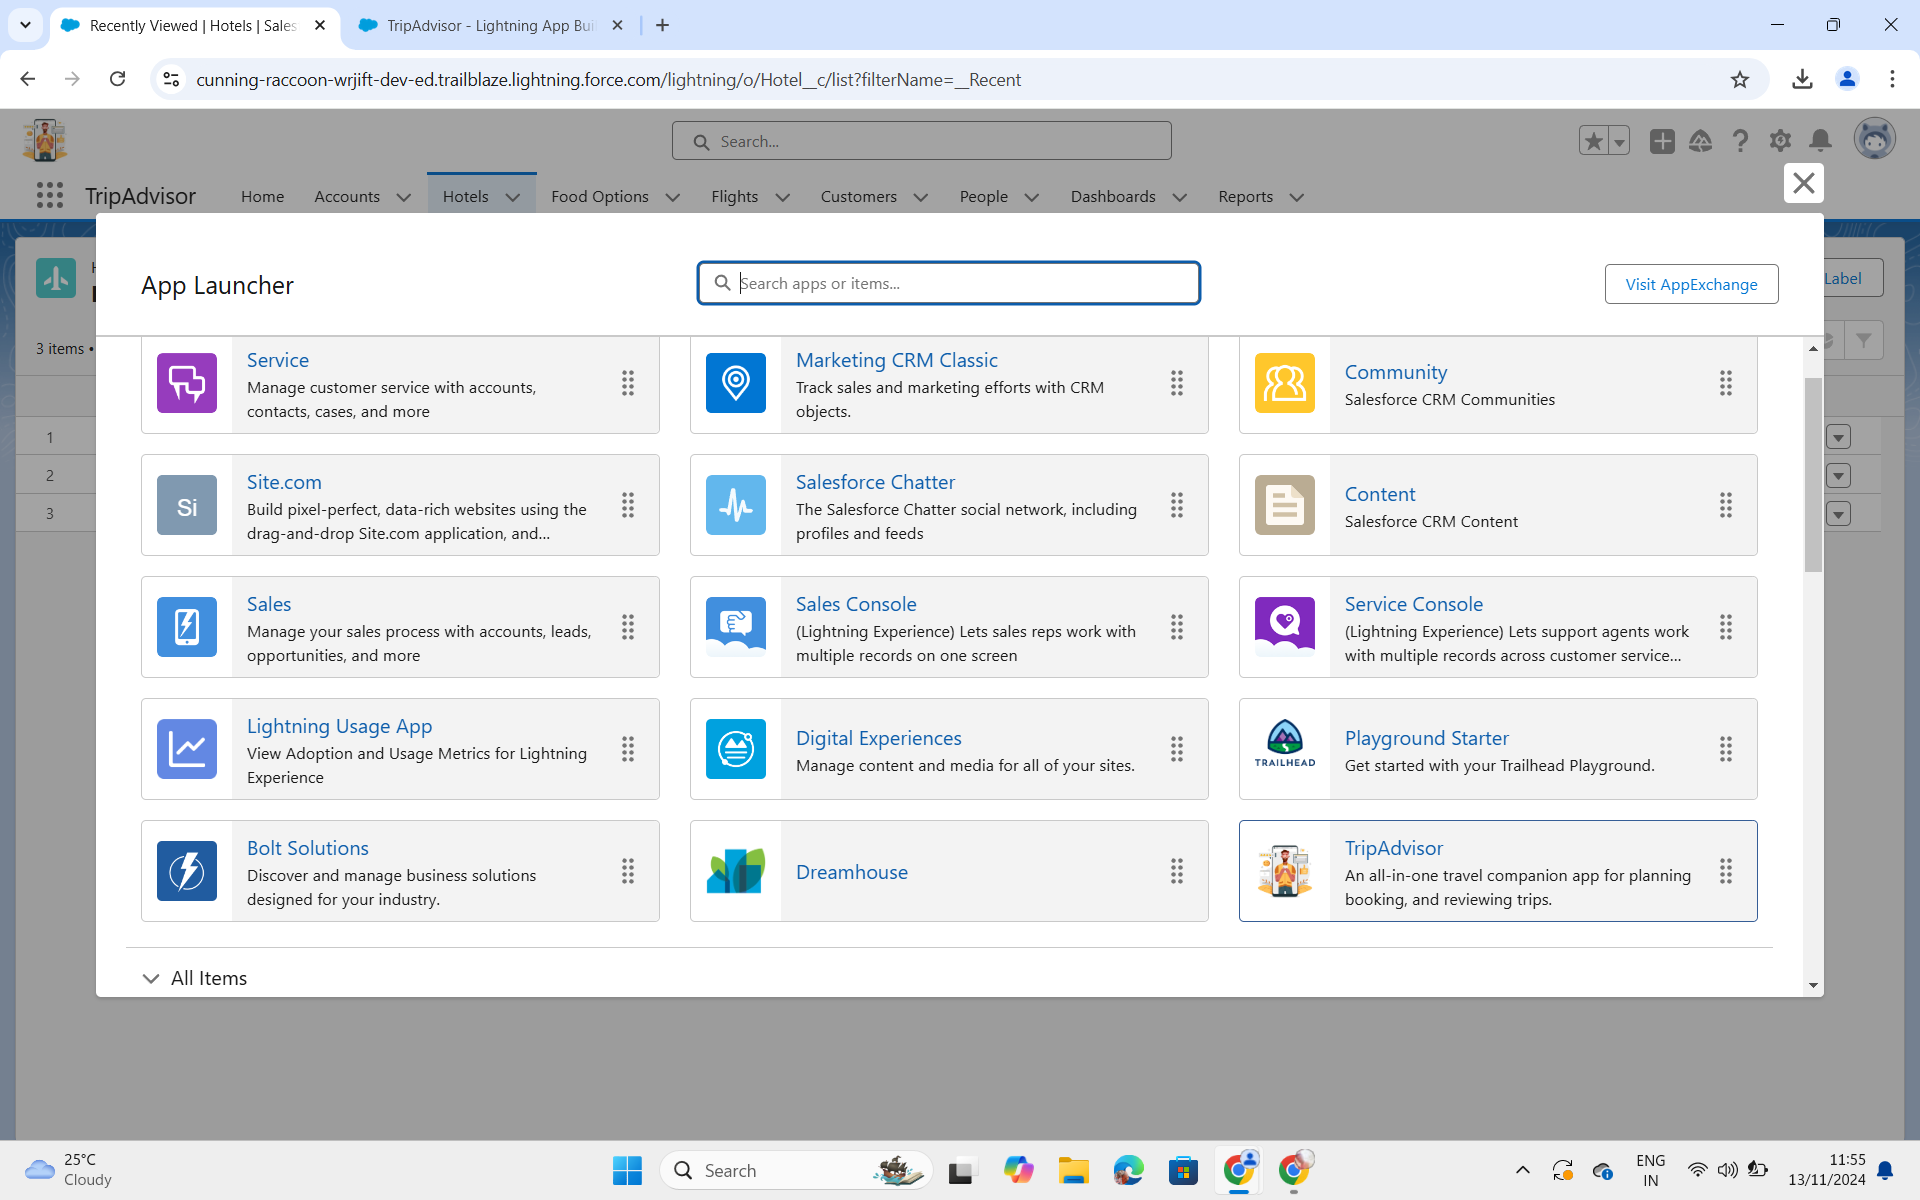 Recently Viewed | Hotels | Sales
TripAdvisor - Lightning App Bui
cunning-raccoon-wrjift-dev-ed.trailblaze.lightning.force.com/lightning/o/Hotel__c/list?filterName=__Recent
Search...
TripAdvisor
Home
Accounts
Hotels
Food Options
Flights
Customers
People
Dashboards
Reports
App Launcher
Search apps or items...
Visit AppExchange
Label
3 items •
1
2
3
Service
Manage customer service with accounts,
contacts, cases, and more
Marketing CRM Classic
Track sales and marketing efforts with CRM
objects.
Community
Salesforce CRM Communities
Si
Site.com
Build pixel-perfect, data-rich websites using the
drag-and-drop Site.com application, and...
Salesforce Chatter
The Salesforce Chatter social network, including
profiles and feeds
Content
Salesforce CRM Content
Sales
Manage your sales process with accounts, leads,
opportunities, and more
Sales Console
(Lightning Experience) Lets sales reps work with
multiple records on one screen
Service Console
(Lightning Experience) Lets support agents work
with multiple records across customer service...
Lightning Usage App
View Adoption and Usage Metrics for Lightning
Experience
Digital Experiences
Manage content and media for all of your sites.
TRAILHEAD
Playground Starter
Get started with your Trailhead Playground.
Bolt Solutions
Discover and manage business solutions
designed for your industry.
Dreamhouse
TripAdvisor
An all-in-one travel companion app for planning
booking, and reviewing trips.
All Items
25°C
Cloudy
Search
ENG
IN
11:55
13/11/2024